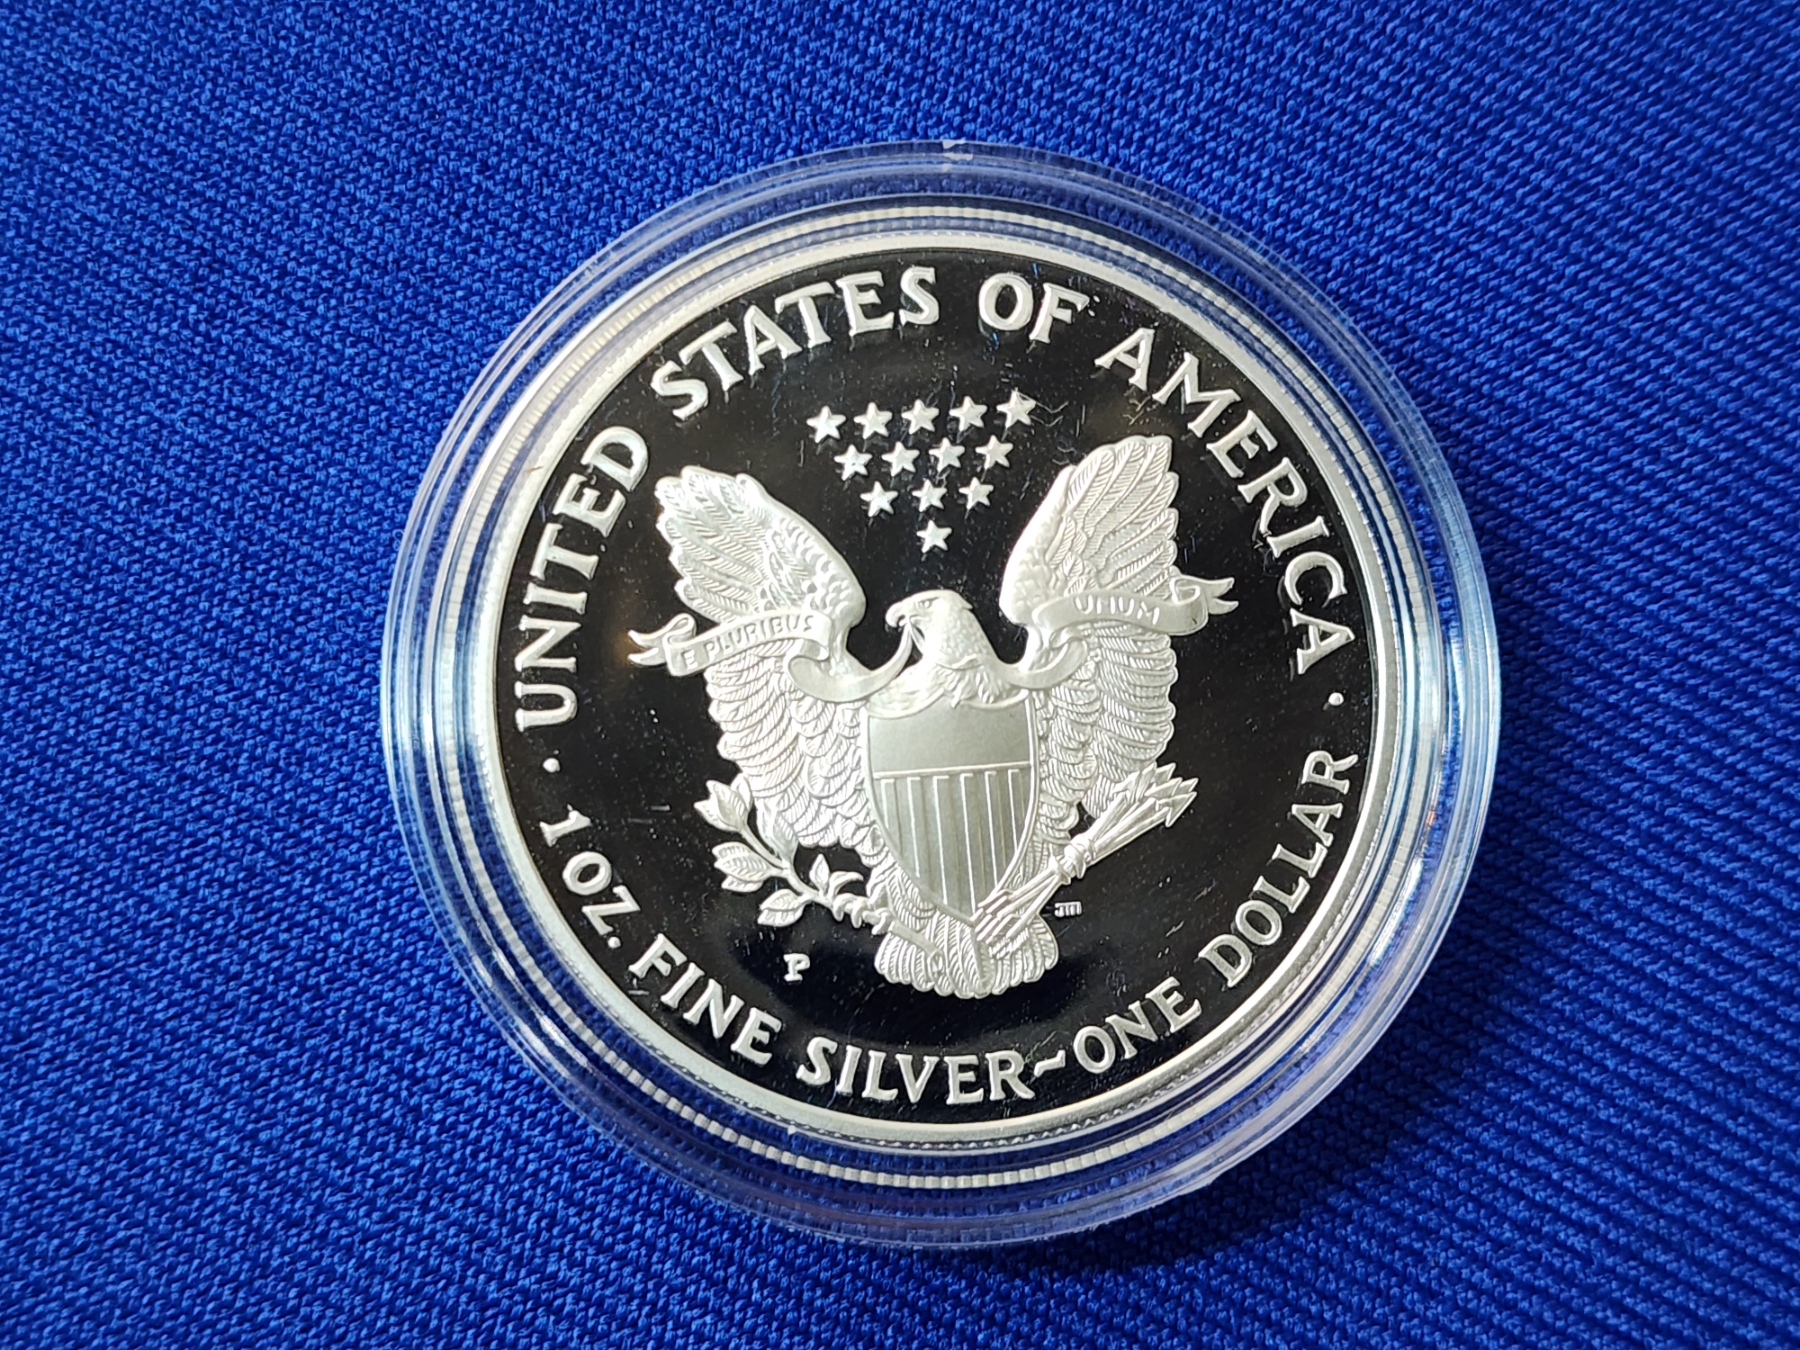 · UNITED STATES OF AMERICA ·
E PLURIBUS UNUM
JM
P
1 OZ. FINE SILVER~ONE DOLLAR